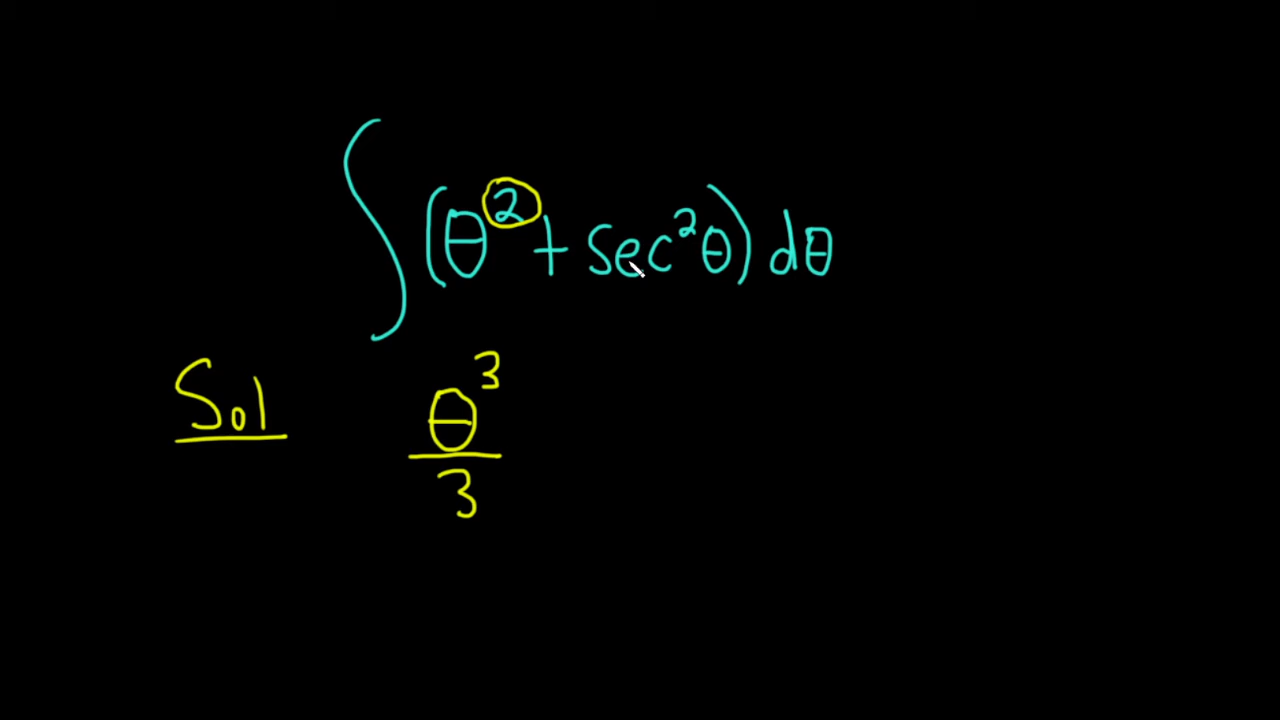 ∫(θ² + sec²θ) dθ
Sol θ³/3